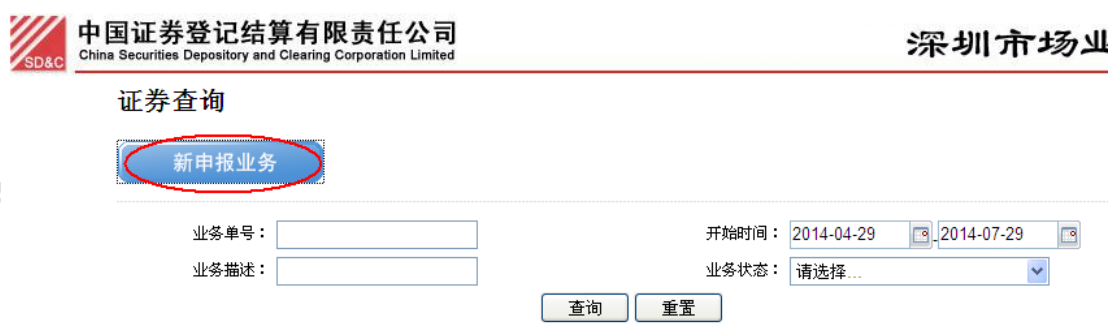 中国证券登记结算有限责任公司
China Securities Depository and Clearing Corporation Limited
SD&C
深圳市场业
证券查询
新申报业务
业务单号： 开始时间： 2014-04-29 - 2014-07-29
业务描述： 业务状态： 请选择...
查询 重置